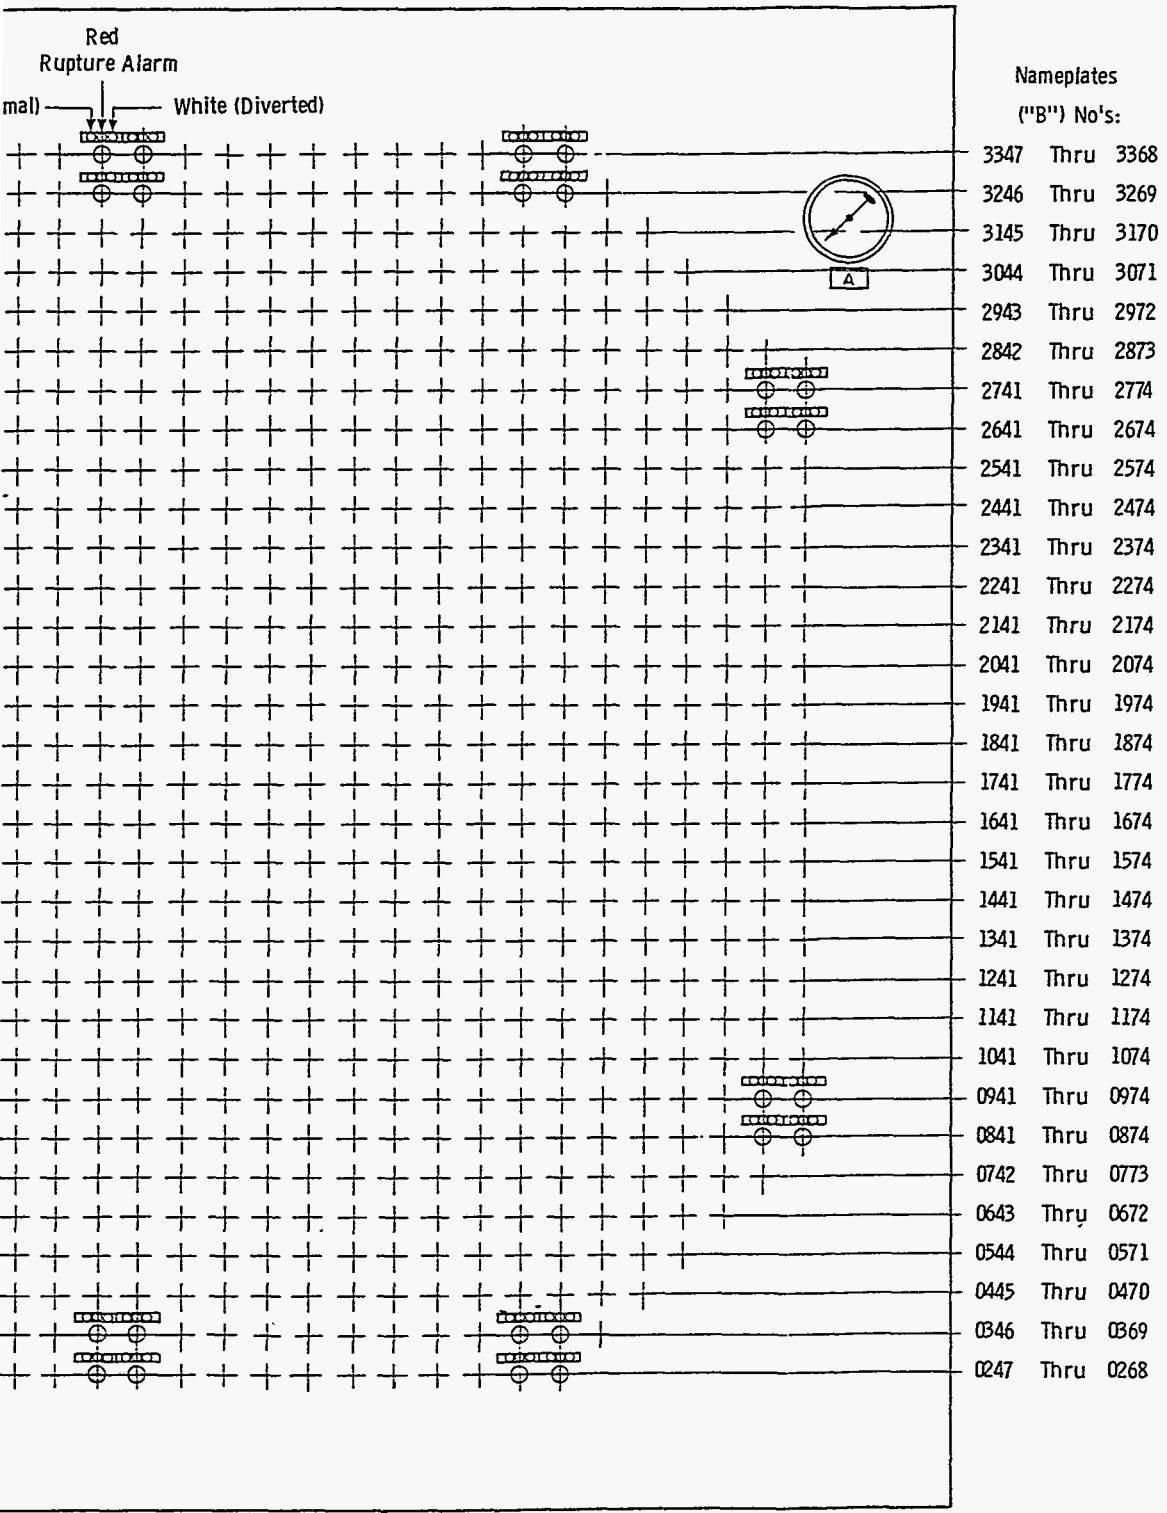 Red
Rupture Alarm
mal)
White (Diverted)
Nameplates
("B") No's:
3347 Thru 3368
3246 Thru 3269
3145 Thru 3170
A
3044 Thru 3071
2943 Thru 2972
2842 Thru 2873
2741 Thru 2774
2641 Thru 2674
2541 Thru 2574
2441 Thru 2474
2341 Thru 2374
2241 Thru 2274
2141 Thru 2174
2041 Thru 2074
1941 Thru 1974
1841 Thru 1874
1741 Thru 1774
1641 Thru 1674
1541 Thru 1574
1441 Thru 1474
1341 Thru 1374
1241 Thru 1274
1141 Thru 1174
1041 Thru 1074
0941 Thru 0974
0841 Thru 0874
0742 Thru 0773
0643 Thru 0672
0544 Thru 0571
0445 Thru 0470
0346 Thru 0369
0247 Thru 0268